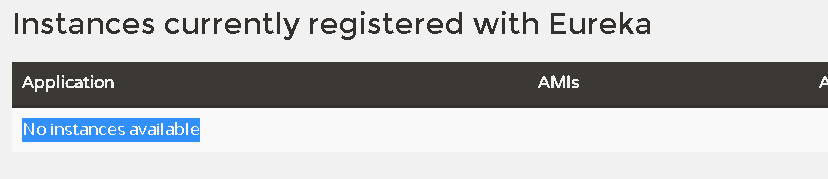 Instances currently registered with Eureka
Application AMIs A
No instances available